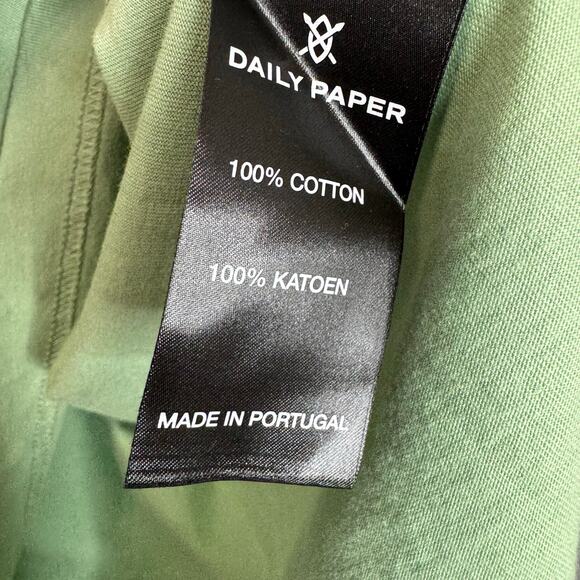 DAILY PAPER
100% COTTON
100% KATOEN
MADE IN PORTUGAL